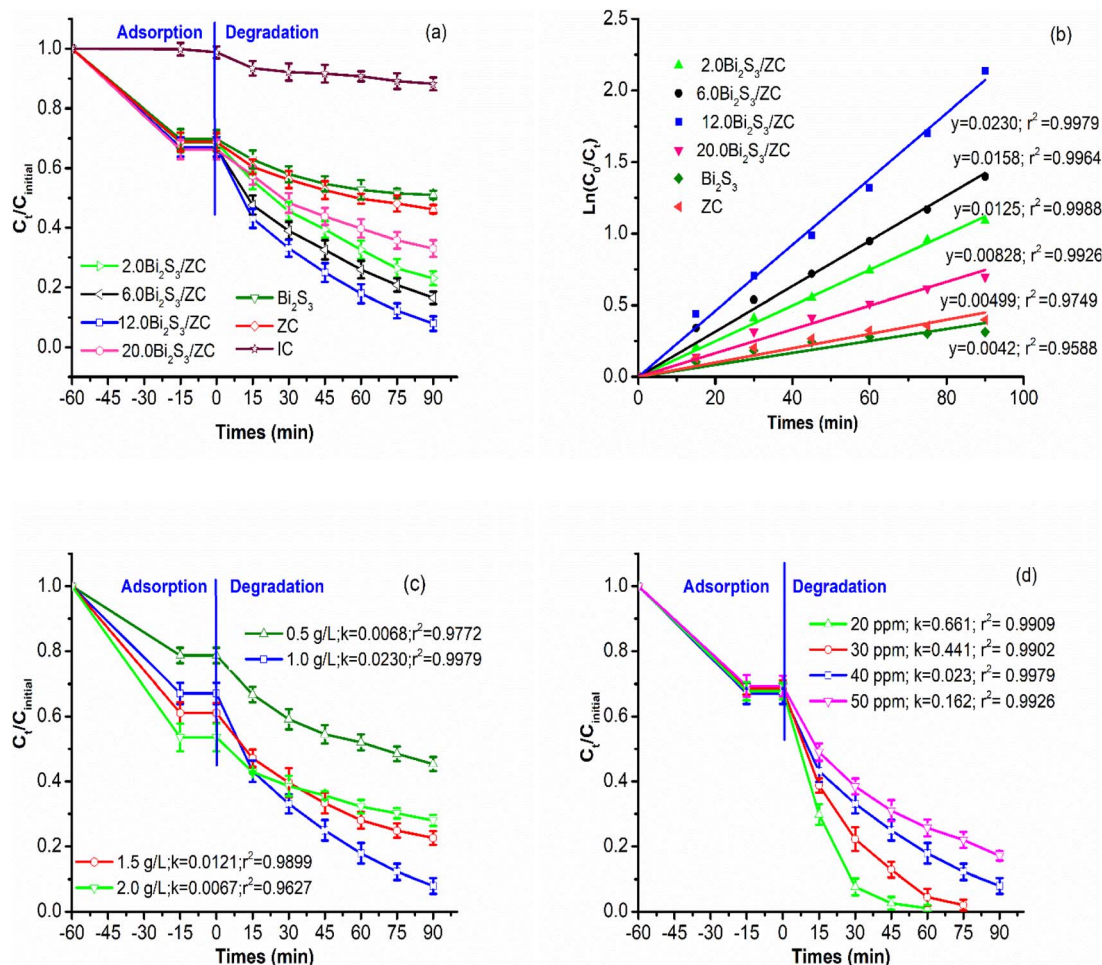 (a)
Adsorption Degradation
C_t/C_initial
1.0
0.8
0.6
0.4
0.2
0.0
2.0Bi₂S₃/ZC
6.0Bi₂S₃/ZC
12.0Bi₂S₃/ZC
20.0Bi₂S₃/ZC
Bi₂S₃
ZC
IC
-60 -45 -30 -15 0 15 30 45 60 75 90
Times (min)
(b)
Ln(C₀/C_t)
2.5
2.0
1.5
1.0
0.5
0.0
2.0Bi₂S₃/ZC
6.0Bi₂S₃/ZC
12.0Bi₂S₃/ZC
20.0Bi₂S₃/ZC
Bi₂S₃
ZC
y=0.0230; r²=0.9979
y=0.0158; r²=0.9964
y=0.0125; r²=0.9988
y=0.00828; r²=0.9926
y=0.00499; r²=0.9749
y=0.0042; r²=0.9588
0 20 40 60 80 100
Times (min)
(c)
Adsorption Degradation
C_t/C_initial
1.0
0.8
0.6
0.4
0.2
0.0
0.5 g/L;k=0.0068;r²=0.9772
1.0 g/L;k=0.0230;r²=0.9979
1.5 g/L;k=0.0121;r²=0.9899
2.0 g/L;k=0.0067;r²=0.9627
-60 -45 -30 -15 0 15 30 45 60 75 90
Times (min)
(d)
Adsorption Degradation
C_t/C_initial
1.0
0.8
0.6
0.4
0.2
0.0
20 ppm; k=0.661; r²= 0.9909
30 ppm; k=0.441; r²= 0.9902
40 ppm; k=0.023; r²= 0.9979
50 ppm; k=0.162; r²= 0.9926
-60 -45 -30 -15 0 15 30 45 60 75 90
Times (min)